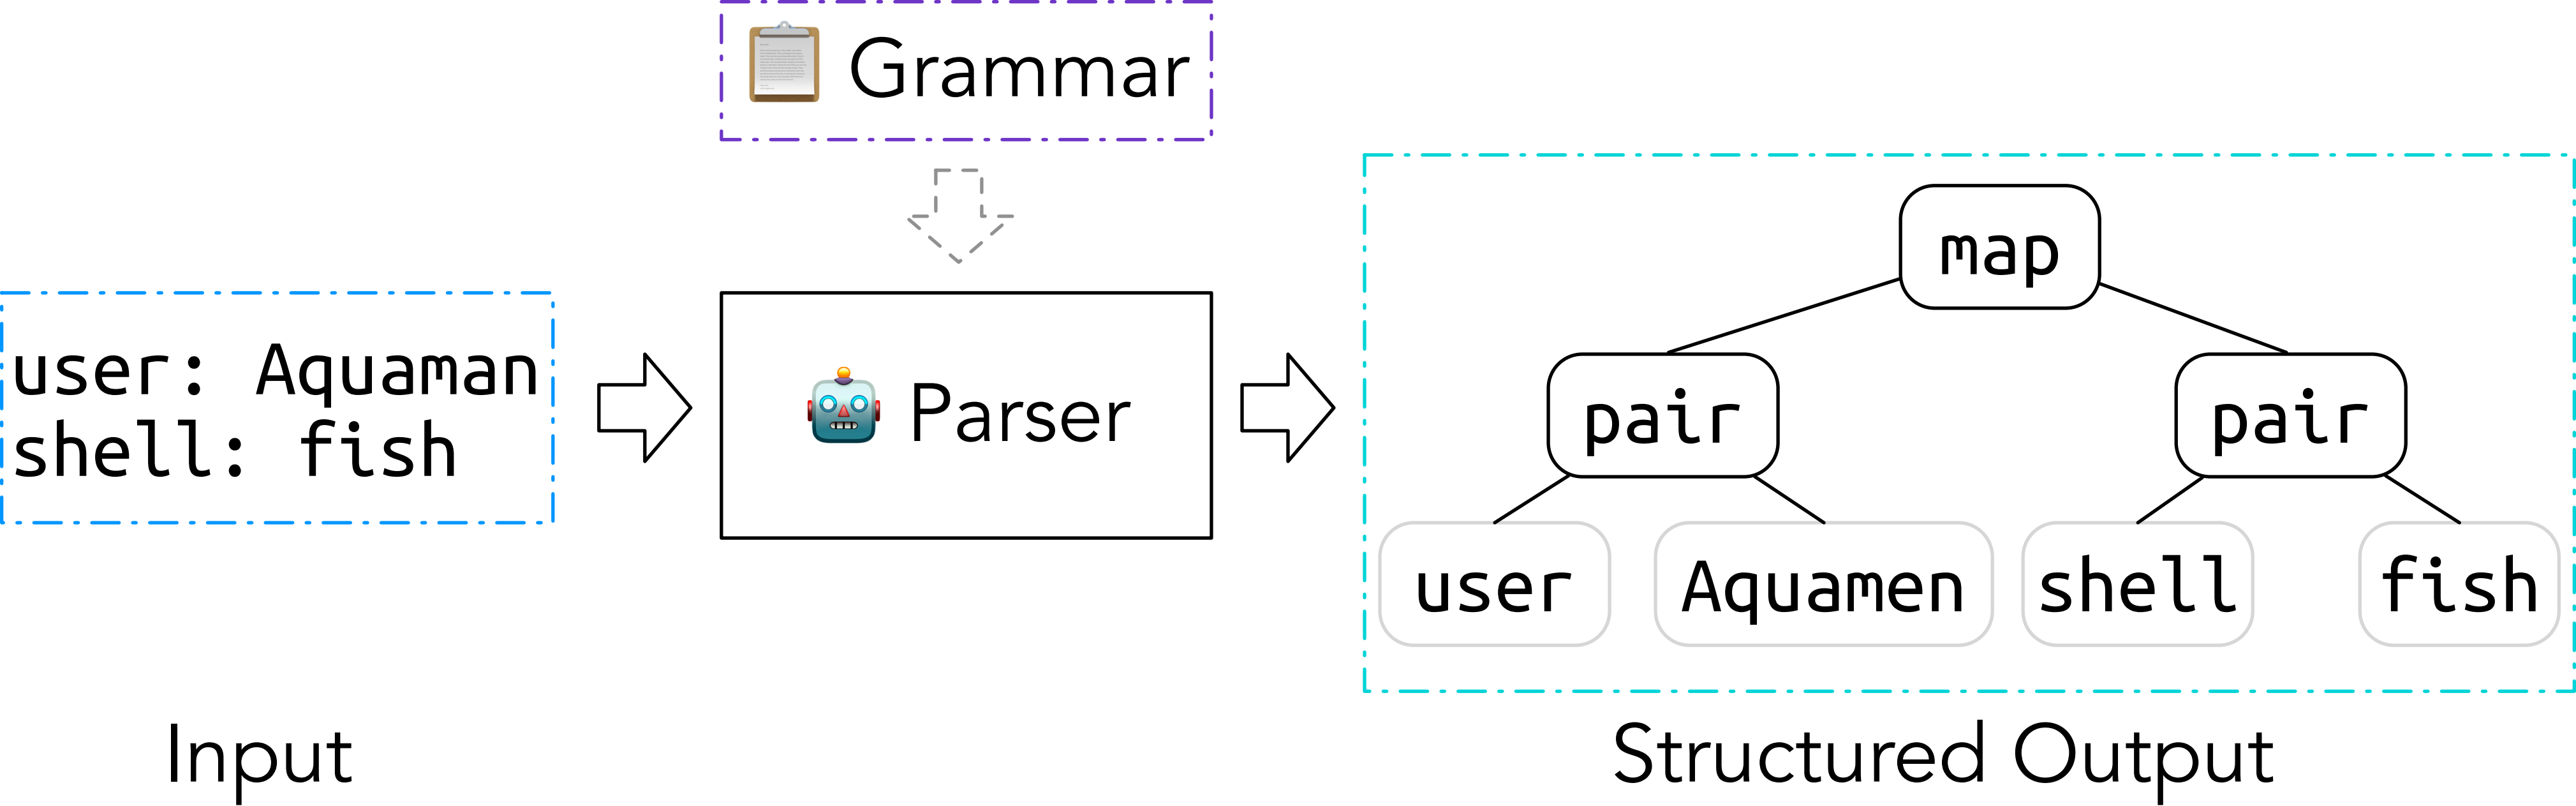 Grammar
user: Aquaman
shell: fish
Parser
map
pair pair
user Aquamen shell fish
Input
Structured Output